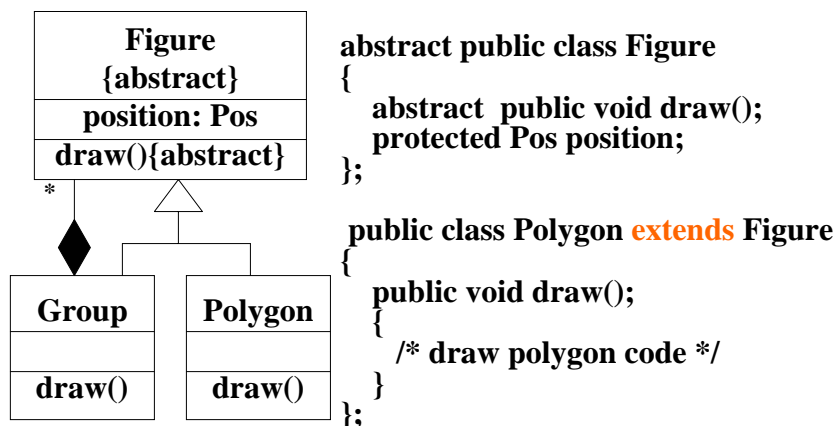 Figure
{abstract}
position: Pos
draw(){abstract}
*
Group
draw()
Polygon
draw()
abstract public class Figure
{
abstract public void draw();
protected Pos position;
};
public class Polygon extends Figure
{
public void draw();
{
/* draw polygon code */
}
};